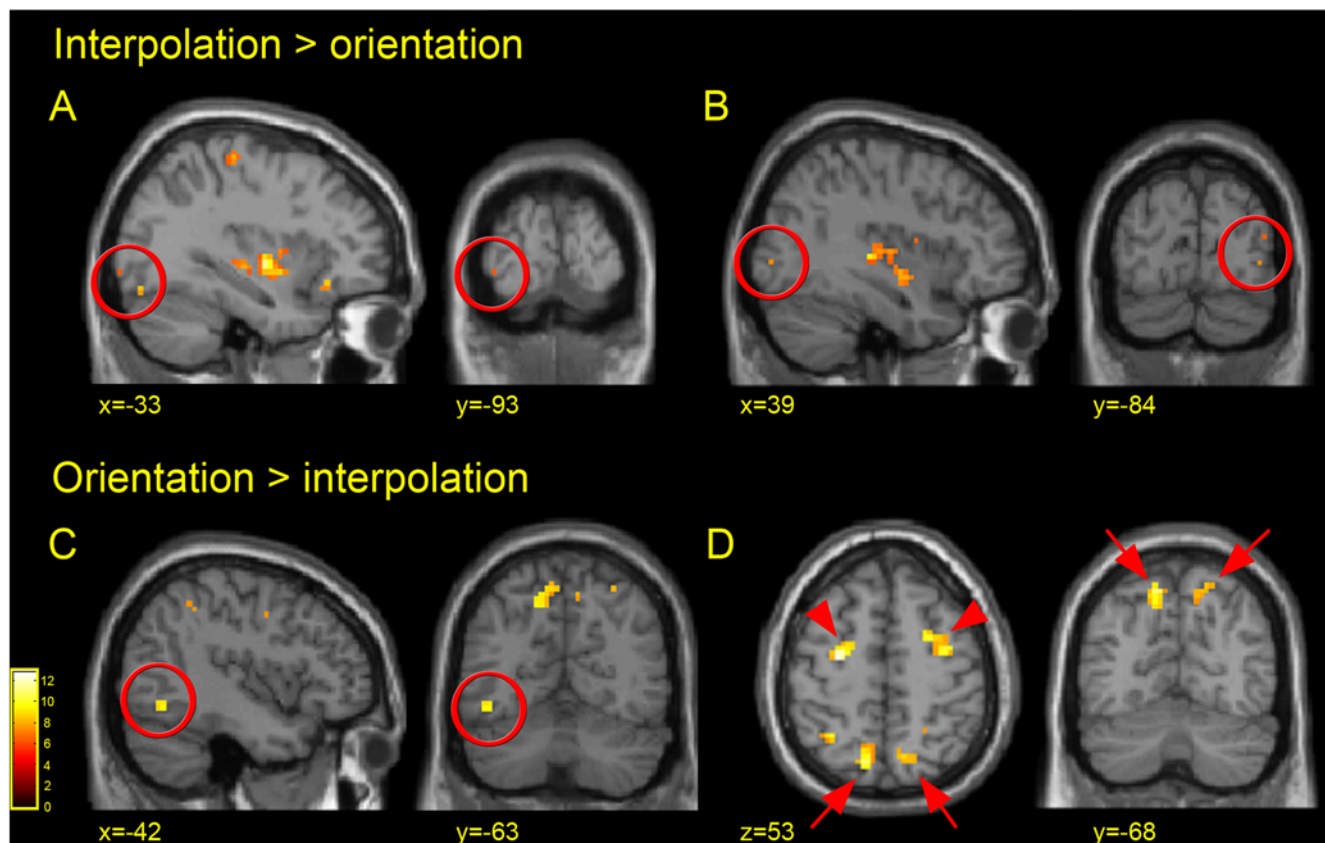 Interpolation > orientation
A
B
x=-33
y=-93
x=39
y=-84
Orientation > interpolation
C
D
12
10
8
6
4
2
0
x=-42
y=-63
z=53
y=-68